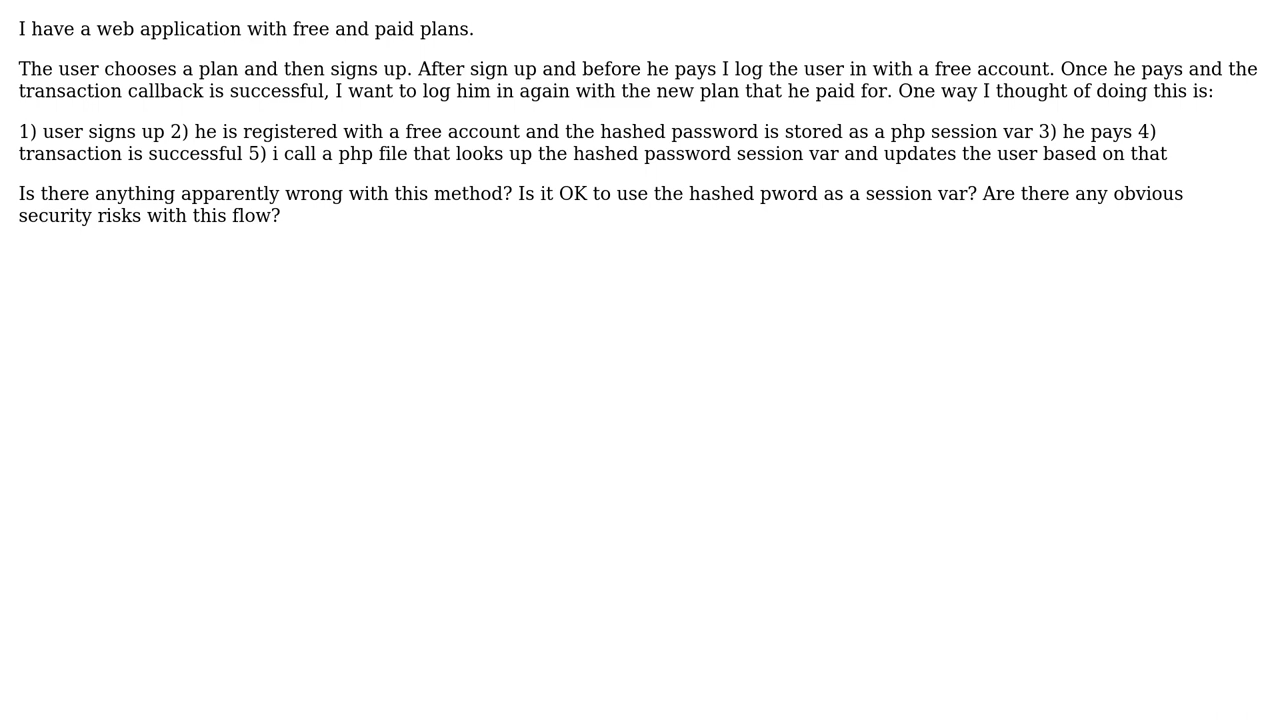 I have a web application with free and paid plans.
The user chooses a plan and then signs up. After sign up and before he pays I log the user in with a free account. Once he pays and the
transaction callback is successful, I want to log him in again with the new plan that he paid for. One way I thought of doing this is:
1) user signs up 2) he is registered with a free account and the hashed password is stored as a php session var 3) he pays 4)
transaction is successful 5) i call a php file that looks up the hashed password session var and updates the user based on that
Is there anything apparently wrong with this method? Is it OK to use the hashed pword as a session var? Are there any obvious
security risks with this flow?